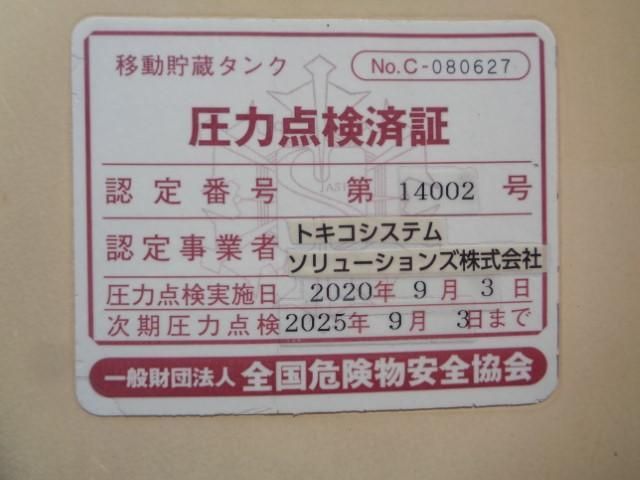 移動貯蔵タンク No.C-080627
圧力点検済証
認定番号 第 14002 号
認定事業者 トキコシステム
ソリューションズ株式会社
圧力点検実施日 2020年 9月 3日
次期圧力点検 2025年 9月 3日まで
一般財団法人 全国危険物安全協会